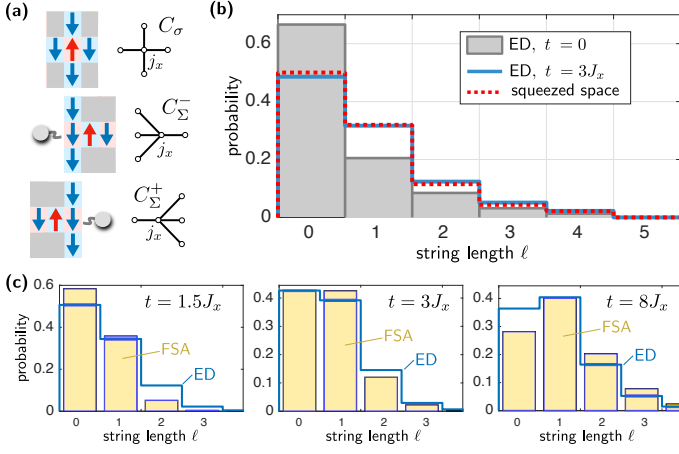 (a)
C_σ
j_x
C_Σ^-
j_x
C_Σ^+
j_x
(b)
probability
0.6
0.4
0.2
0
ED, t = 0
ED, t = 3J_x
squeezed space
0 1 2 3 4 5
string length ℓ
(c)
probability
0.6
0.4
0.2
0
t = 1.5J_x
FSA
ED
0 1 2 3
string length ℓ
0.4
0.3
0.2
0.1
0
t = 3J_x
0 1 2 3
string length ℓ
0.4
0.3
0.2
0.1
0
t = 8J_x
FSA
ED
0 1 2 3
string length ℓ